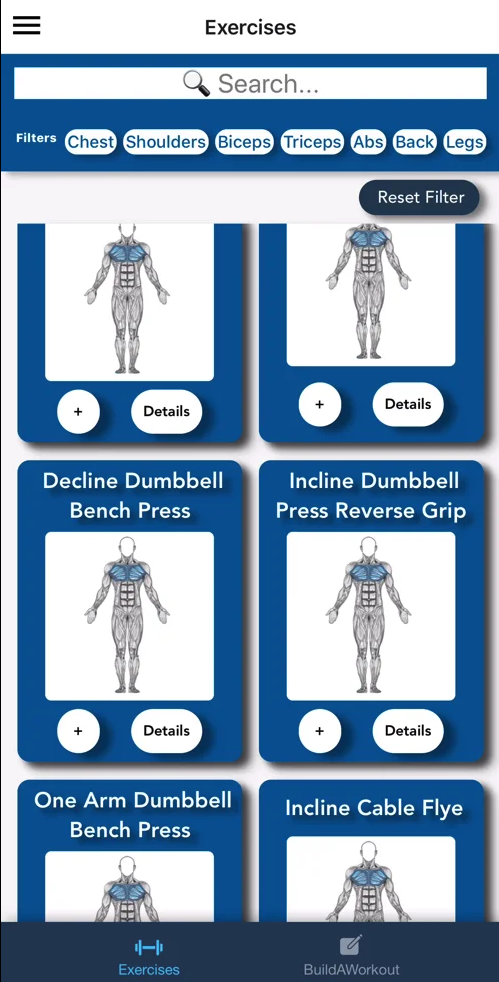 Exercises
🔍 Search...
Filters Chest Shoulders Biceps Triceps Abs Back Legs
Reset Filter
+ Details + Details
Decline Dumbbell
Bench Press
Incline Dumbbell
Press Reverse Grip
+ Details + Details
One Arm Dumbbell
Bench Press
Incline Cable Flye
Exercises BuildAWorkout